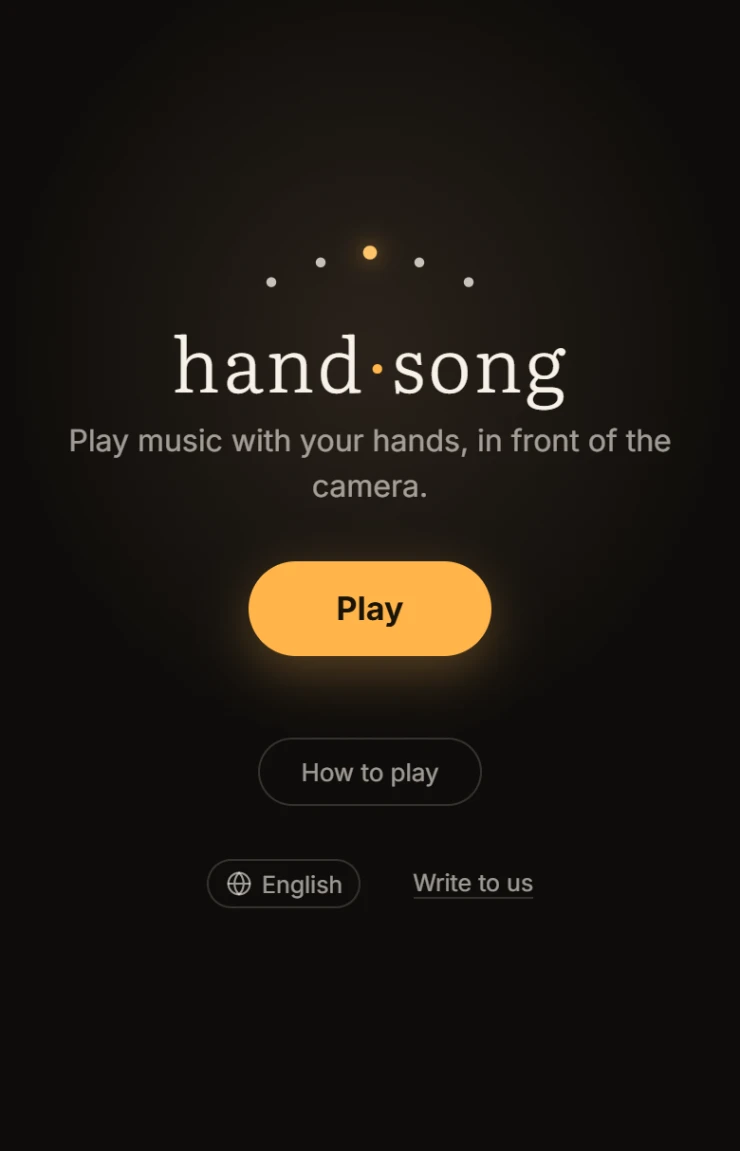 hand·song
Play music with your hands, in front of the
camera.
Play
How to play
English
Write to us